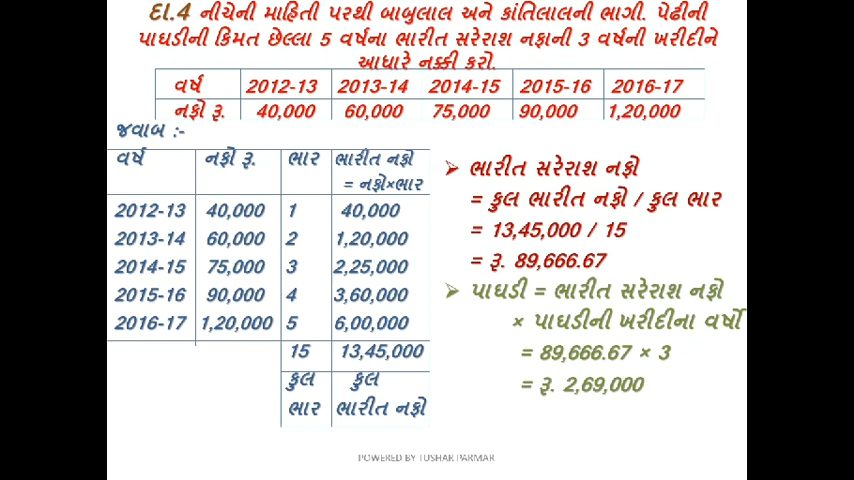 દા.4 નીચેની માહિતી પરથી બાબુલાલ અને કાંતિલાલની ભાગી. પેઢીની
પાઘડીની કિમત છેલ્લા 5 વર્ષના ભારીત સરેરાશ નફાની 3 વર્ષની ખરીદીને
આધારે નક્કી કરો.
વર્ષ 2012-13 2013-14 2014-15 2015-16 2016-17
નફો રૂ. 40,000 60,000 75,000 90,000 1,20,000
જવાબ :-
વર્ષ નફો રૂ. ભાર ભારીત નફો
= નફો×ભાર
2012-13 40,000 1 40,000
2013-14 60,000 2 1,20,000
2014-15 75,000 3 2,25,000
2015-16 90,000 4 3,60,000
2016-17 1,20,000 5 6,00,000
15 13,45,000
કુલ કુલ
ભાર ભારીત નફો
➢ ભારીત સરેરાશ નફો
= કુલ ભારીત નફો / કુલ ભાર
= 13,45,000 / 15
= રૂ. 89,666.67
➢ પાઘડી = ભારીત સરેરાશ નફો
× પાઘડીની ખરીદીના વર્ષો
= 89,666.67 × 3
= રૂ. 2,69,000
POWERED BY TUSHAR PARMAR